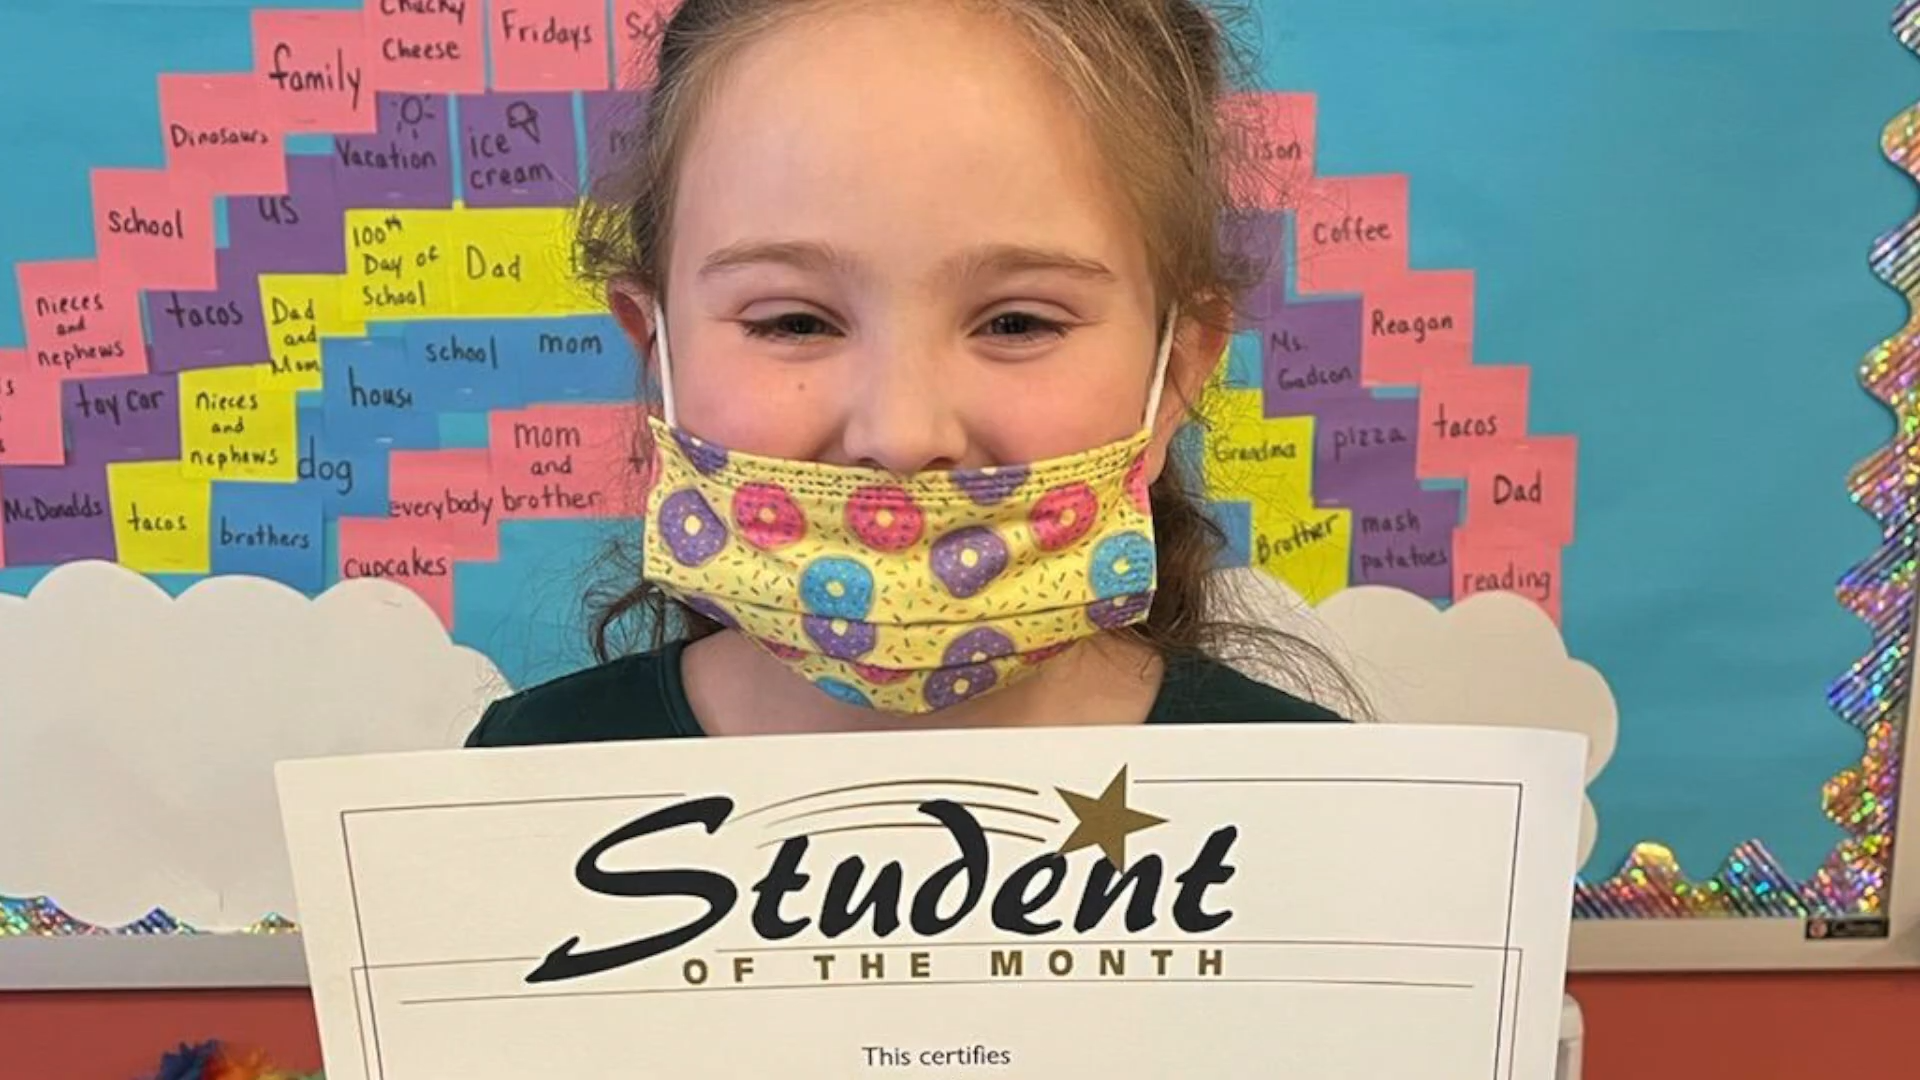 Chucky
Cheese
Fridays
family
Dinosaurs
Vacation
ice
cream
school
us
100th
Day of
School
Dad
nieces
and
nephews
tacos
Dad
and
Mom
school
mom
house
toy car
nieces
and
nephews
dog
mom
and
brother
everybody
McDonalds
tacos
brothers
cupcakes
Coffee
Reagan
Ms.
Gadson
Grandma
pizza
tacos
Dad
Brother
mash
patatoes
reading
Student
OF THE MONTH
This certifies